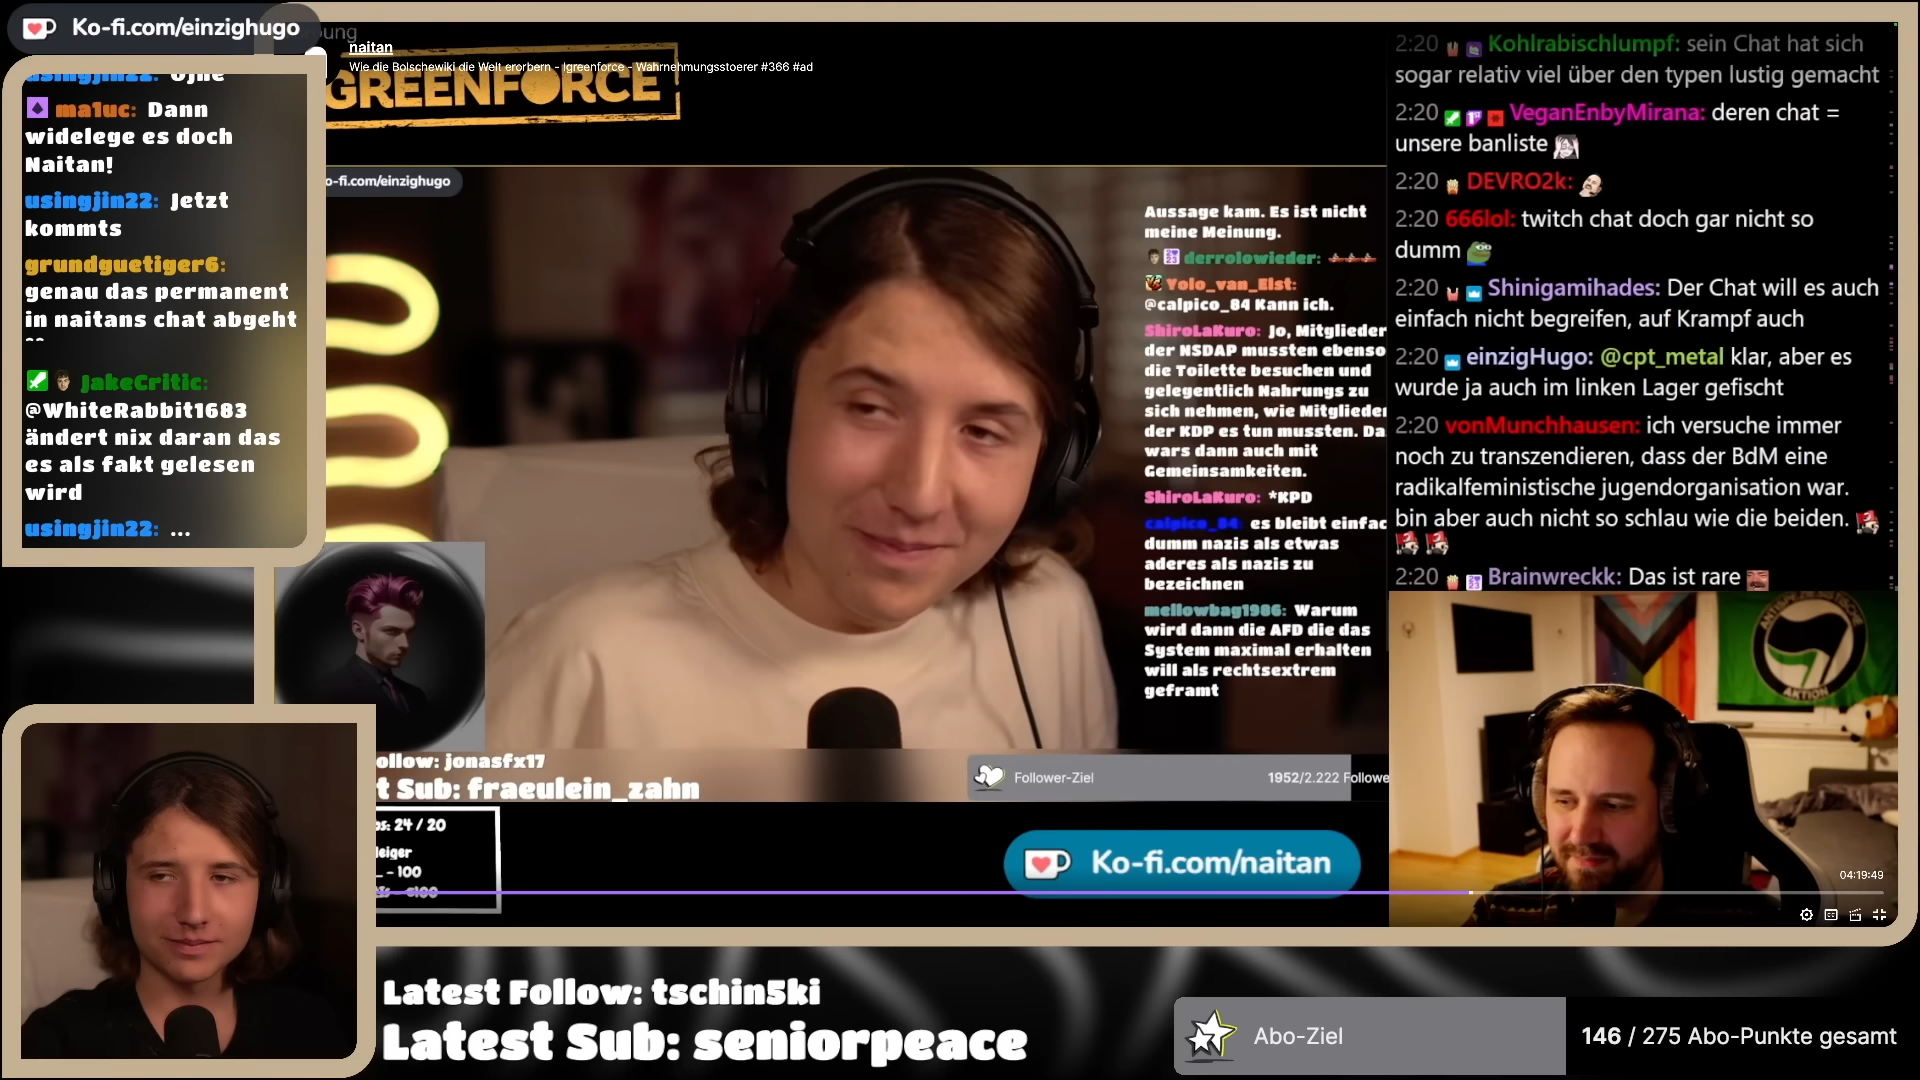 Ko-fi.com/einzighugo
usingjin22: Ojne
ma1uc: Dann
widelege es doch
Naitan!
usingjin22: Jetzt
kommts
grundguetiger6:
genau das permanent
in naitans chat abgeht
JakeCritic:
@WhiteRabbit1683
ändert nix daran das
es als fakt gelesen
wird
usingjin22: ...
naitan
Wie die Bolschewiki die Welt erorbern - !greenforce - Wahrnehmungsstoerer #366 #ad
GREENFORCE
o-fi.com/einzighugo
Aussage kam. Es ist nicht
meine Meinung.
derrolowieder:
Yolo_van_Elst:
@calpico_84 Kann ich.
ShiroLaKuro: Jo, Mitglieder
der NSDAP mussten ebenso
die Toilette besuchen und
gelegentlich Nahrungs zu
sich nehmen, wie Mitglieder
der KDP es tun mussten. Da
wars dann auch mit
Gemeinsamkeiten.
ShiroLaKuro: *KPD
calpico_84: es bleibt einfac
dumm nazis als etwas
aderes als nazis zu
bezeichnen
mellowbag1986: Warum
wird dann die AFD die das
System maximal erhalten
will als rechtsextrem
geframt
ollow: jonasfx17
t Sub: fraeulein_zahn
Follower-Ziel 1952/2.222 Followe
bs: 24 / 20
leiger
_ - 100
Ko-fi.com/naitan
2:20 Kohlrabischlumpf: sein Chat hat sich
sogar relativ viel über den typen lustig gemacht
2:20 VeganEnbyMirana: deren chat =
unsere banliste
2:20 DEVRO2k:
2:20 666lol: twitch chat doch gar nicht so
dumm
2:20 Shinigamihades: Der Chat will es auch
einfach nicht begreifen, auf Krampf auch
2:20 einzigHugo: @cpt_metal klar, aber es
wurde ja auch im linken Lager gefischt
2:20 vonMunchhausen: ich versuche immer
noch zu transzendieren, dass der BdM eine
radikalfeministische jugendorganisation war.
bin aber auch nicht so schlau wie die beiden.
2:20 Brainwreckk: Das ist rare
AKTION
04:19:49
Latest Follow: tschin5ki
Latest Sub: seniorpeace
Abo-Ziel
146 / 275 Abo-Punkte gesamt